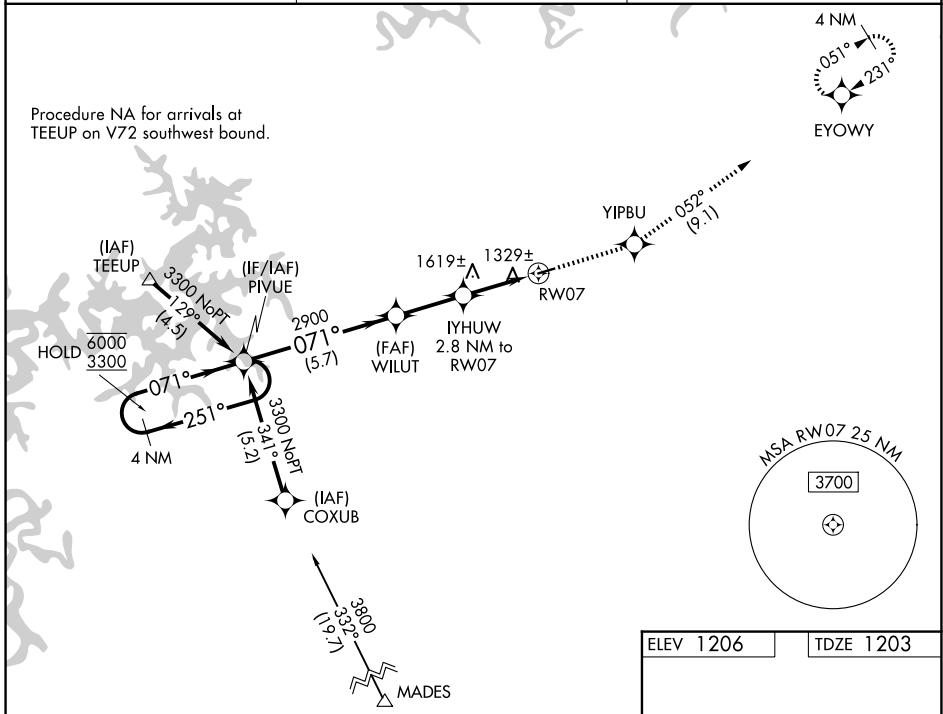 4 NM
051°
231°
EYOWY
Procedure NA for arrivals at
TEEUP on V72 southwest bound.
YIPBU
052°
(9.1)
(IAF)
TEEUP
3300 NoPT
129°
(4.5)
(IF/IAF)
PIVUE
1619±
1329±
RW07
2900
071°
(5.7)
(FAF)
WILUT
IYHUW
2.8 NM to
RW07
HOLD
6000
3300
071°
251°
4 NM
3300 NoPT
341°
(5.2)
(IAF)
COXUB
MSA RW07 25 NM
3700
3800
332°
(19.7)
MADES
ELEV 1206
TDZE 1203